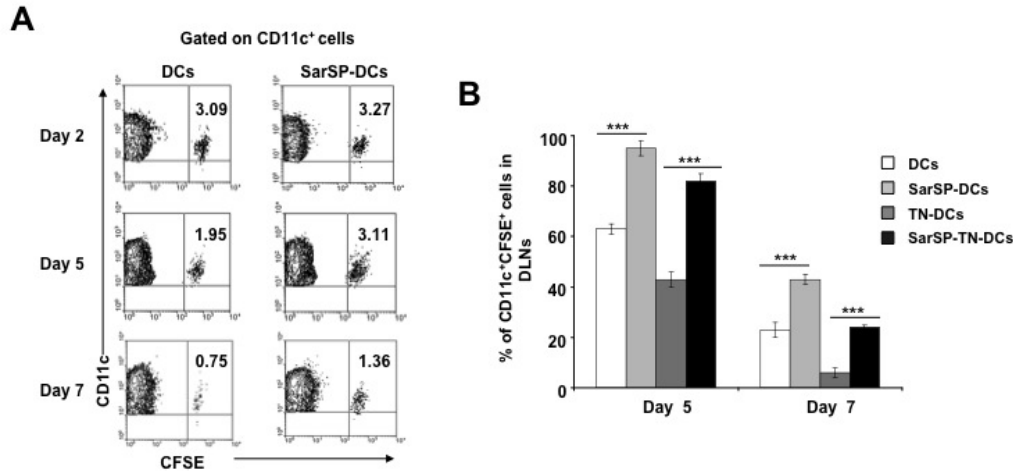 A
Gated on CD11c⁺ cells
DCs SarSP-DCs
Day 2 3.09 3.27
Day 5 1.95 3.11
Day 7 0.75 1.36
CD11c
CFSE
B
% of CD11c⁺CFSE⁺ cells in
DLNs
100
80
60
40
20
0
*** *** *** ***
Day 5 Day 7
DCs
SarSP-DCs
TN-DCs
SarSP-TN-DCs